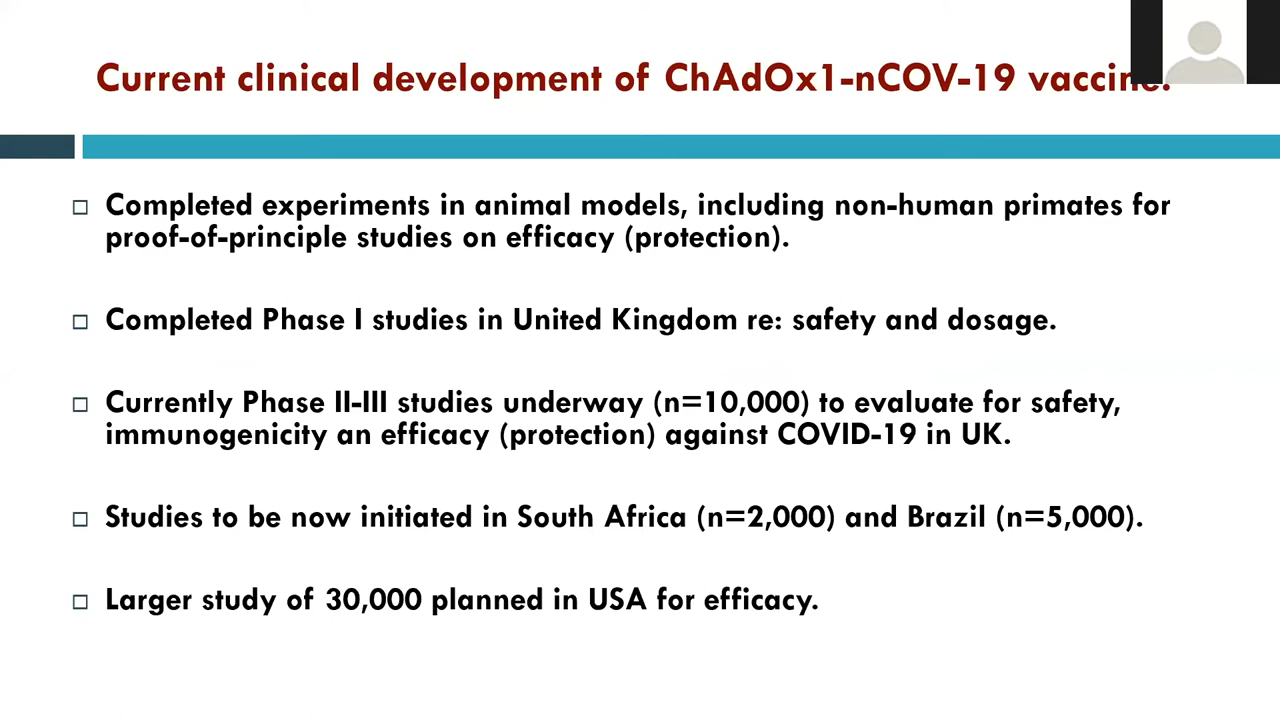 Current clinical development of ChAdOx1-nCOV-19 vaccine.
Completed experiments in animal models, including non-human primates for
proof-of-principle studies on efficacy (protection).
Completed Phase I studies in United Kingdom re: safety and dosage.
Currently Phase II-III studies underway (n=10,000) to evaluate for safety,
immunogenicity an efficacy (protection) against COVID-19 in UK.
Studies to be now initiated in South Africa (n=2,000) and Brazil (n=5,000).
Larger study of 30,000 planned in USA for efficacy.